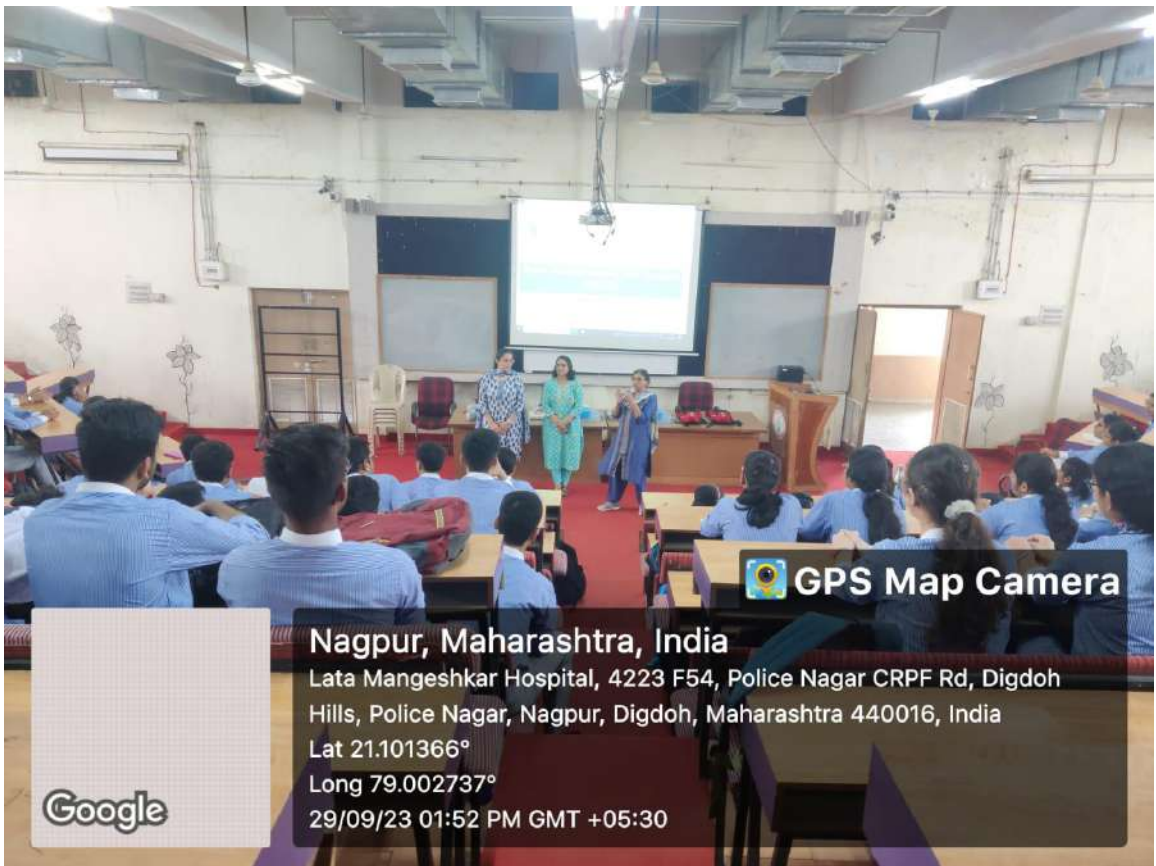 GPS Map Camera
Nagpur, Maharashtra, India
Lata Mangeshkar Hospital, 4223 F54, Police Nagar CRPF Rd, Digdoh
Hills, Police Nagar, Nagpur, Digdoh, Maharashtra 440016, India
Lat 21.101366°
Long 79.002737°
29/09/23 01:52 PM GMT +05:30
Google